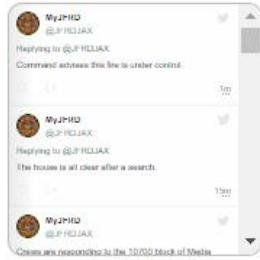 MyJFRD
@JFRDJAX
Replying to @JFRDJAX
Command advises this fire is under control.
1m
MyJFRD
@JFRDJAX
Replying to @JFRDJAX
The house is all clear after a search.
15m
MyJFRD
@JFRDJAX
Crews are responding to the 10700 block of Media